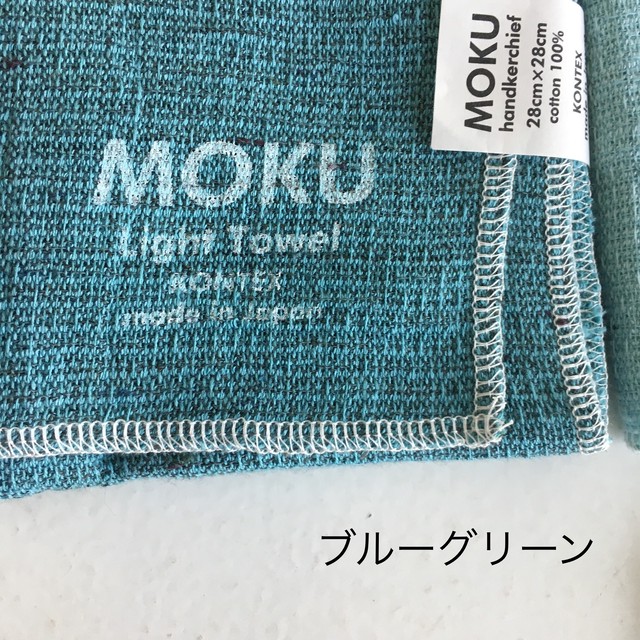 MOKU
handkerchief
28cm×28cm
cotton 100%
KONTEX
MOKU
Light Towel
KONTEX
made in Japan
ブルーグリーン